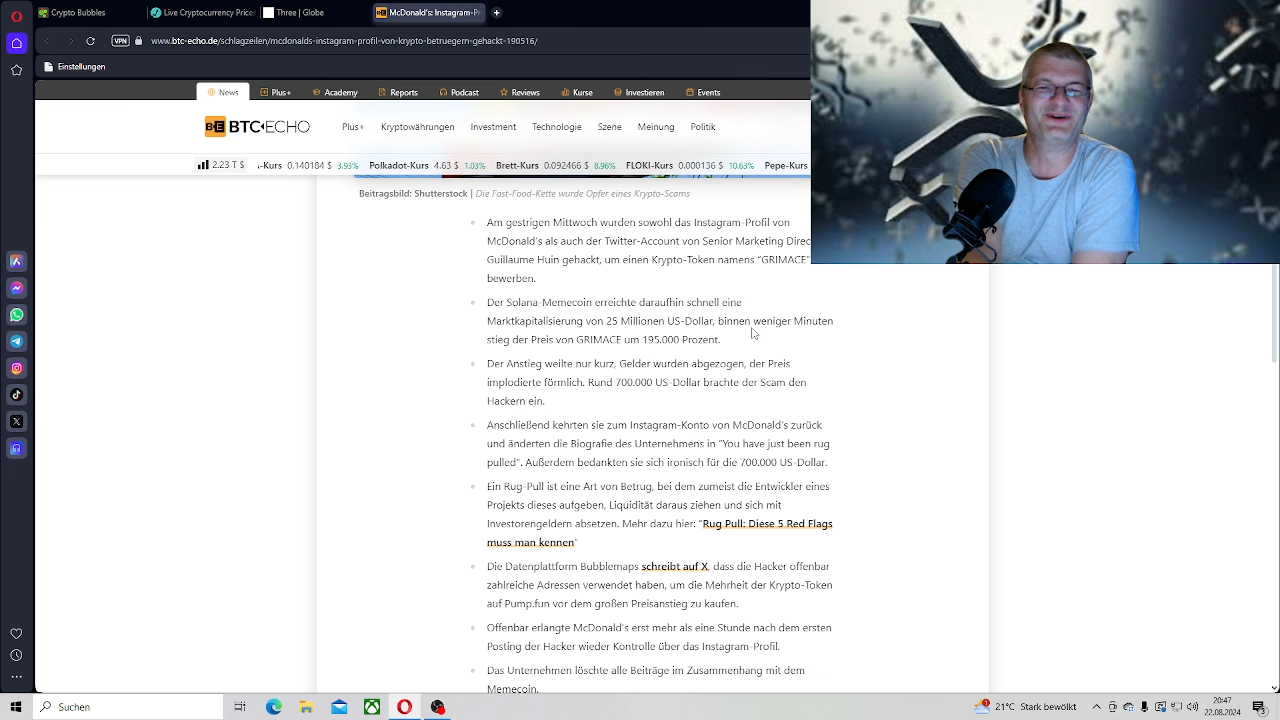 Crypto Bubbles
Live Cryptocurrency Price
Three | Globe
McDonald's: Instagram-Pr
VPN
www.btc-echo.de/schlagzeilen/mcdonalds-instagram-profil-von-krypto-betruegern-gehackt-190516/
Einstellungen
News Plus+ Academy Reports Podcast Reviews Kurse Investieren Events
BE BTC ECHO
Plus+ Kryptowährungen Investment Technologie Szene Meinung Politik
2.23 T $ -Kurs 0.140184 $ 3.93% Polkadot-Kurs 4.63 $ 1.03% Brett-Kurs 0.092466 $ 8.96% FLOKI-Kurs 0.000136 $ 10.63% Pepe-Kurs
Beitragsbild: Shutterstock | Die Fast-Food-Kette wurde Opfer eines Krypto-Scams
Am gestrigen Mittwoch wurden sowohl das Instagram-Profil von
McDonald's als auch der Twitter-Account von Senior Marketing Direc
Guillaume Huin gehackt, um einen Krypto-Token namens "GRIMACE"
bewerben.
Der Solana-Memecoin erreichte daraufhin schnell eine
Marktkapitalisierung von 25 Millionen US-Dollar, binnen weniger Minuten
stieg der Preis von GRIMACE um 195.000 Prozent.
Der Anstieg weilte nur kurz, Gelder wurden abgezogen, der Preis
implodierte förmlich. Rund 700.000 US-Dollar brachte der Scam den
Hackern ein.
Anschließend kehrten sie zum Instagram-Konto von McDonald's zurück
und änderten die Biografie des Unternehmens in "You have just been rug
pulled". Außerdem bedankten sie sich ironisch für die 700.000 US-Dollar.
Ein Rug-Pull ist eine Art von Betrug, bei dem zumeist die Entwickler eines
Projekts dieses aufgeben, Liquidität daraus ziehen und sich mit
Investorengeldern absetzen. Mehr dazu hier: "Rug Pull: Diese 5 Red Flags
muss man kennen"
Die Datenplattform Bubblemaps schreibt auf X, dass die Hacker offenbar
zahlreiche Adressen verwendet haben, um die Mehrheit der Krypto-Token
auf Pump.fun vor dem großen Preisanstieg zu kaufen.
Offenbar erlangte McDonald's erst mehr als eine Stunde nach dem ersten
Posting der Hacker wieder Kontrolle über das Instagram-Profil.
Das Unternehmen löschte alle Beiträge im Zusammenhang mit dem
Memecoin.
Suchen
21°C Stark bewölkt
20:47
22.08.2024